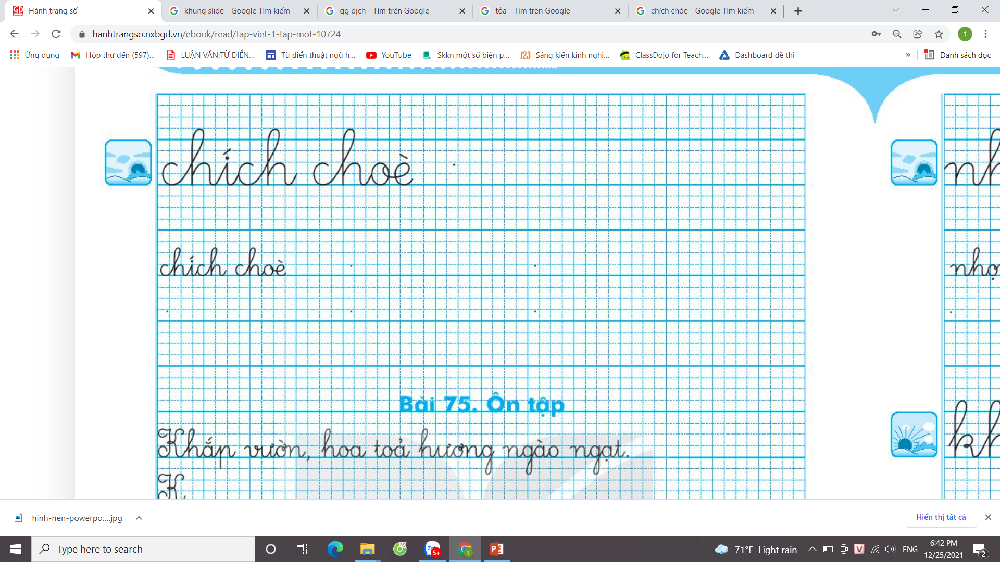 Hành trang số
khung slide - Google Tìm kiếm
gg dịch - Tìm trên Google
tỏa - Tìm trên Google
chích chòe - Google Tìm kiếm
hanhtrangso.nxbgd.vn/ebook/read/tap-viet-1-tap-mot-10724
t
Ứng dụng
Hộp thư đến (597)...
LUẬN VĂN:TỪ ĐIỂN...
Từ điển thuật ngữ h...
YouTube
Skkn một số biện p...
123 Sáng kiến kinh nghi...
ClassDojo for Teach...
Dashboard đề thi
»
Danh sách đọc
chích choè
nh
chích choè
nhọ
Bài 75. Ôn tập
Khắp vườn, hoa toả hương ngào ngạt.
kh
K
hinh-nen-powerpo....jpg
Hiển thị tất cả
Type here to search
5+
71°F Light rain
ENG
6:42 PM
12/25/2021
2